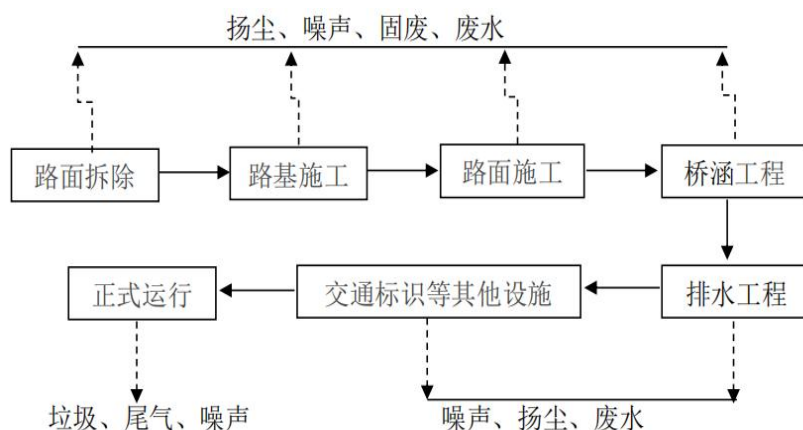 扬尘、噪声、固废、废水
路面拆除
路基施工
路面施工
桥涵工程
正式运行
交通标识等其他设施
排水工程
垃圾、尾气、噪声
噪声、扬尘、废水